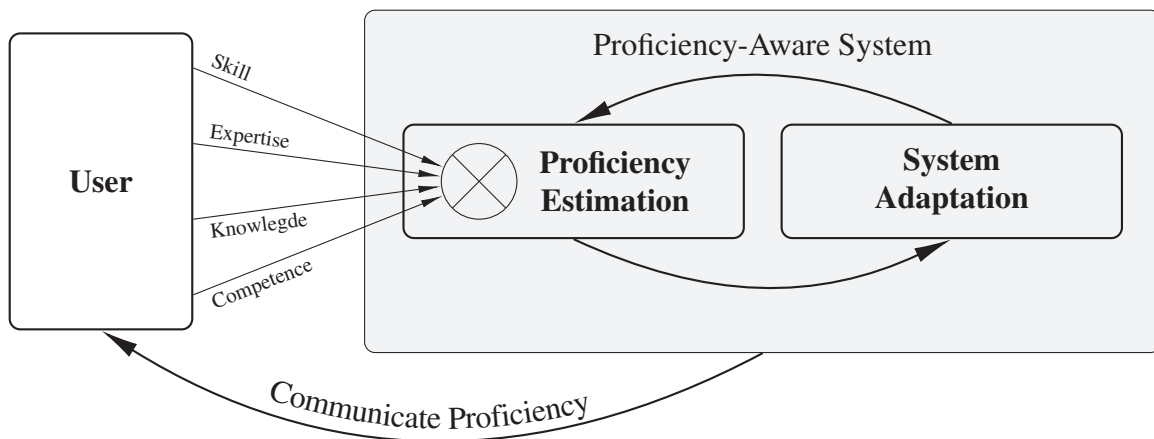 Proficiency-Aware System
User
Skill
Expertise
Knowlegde
Competence
Proficiency
Estimation
System
Adaptation
Communicate Proficiency